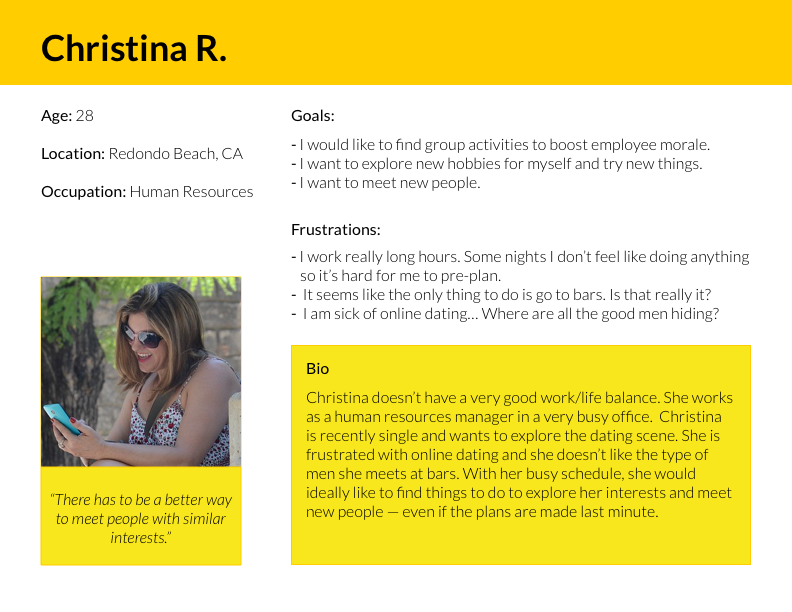 Christina R.
Age: 28
Location: Redondo Beach, CA
Occupation: Human Resources
“There has to be a better way
to meet people with similar
interests.”
Goals:
- I would like to find group activities to boost employee morale.
- I want to explore new hobbies for myself and try new things.
- I want to meet new people.
Frustrations:
- I work really long hours. Some nights I don’t feel like doing anything
so it’s hard for me to pre-plan.
- It seems like the only thing to do is go to bars. Is that really it?
- I am sick of online dating... Where are all the good men hiding?
Bio
Christina doesn’t have a very good work/life balance. She works
as a human resources manager in a very busy office. Christina
is recently single and wants to explore the dating scene. She is
frustrated with online dating and she doesn’t like the type of
men she meets at bars. With her busy schedule, she would
ideally like to find things to do to explore her interests and meet
new people — even if the plans are made last minute.